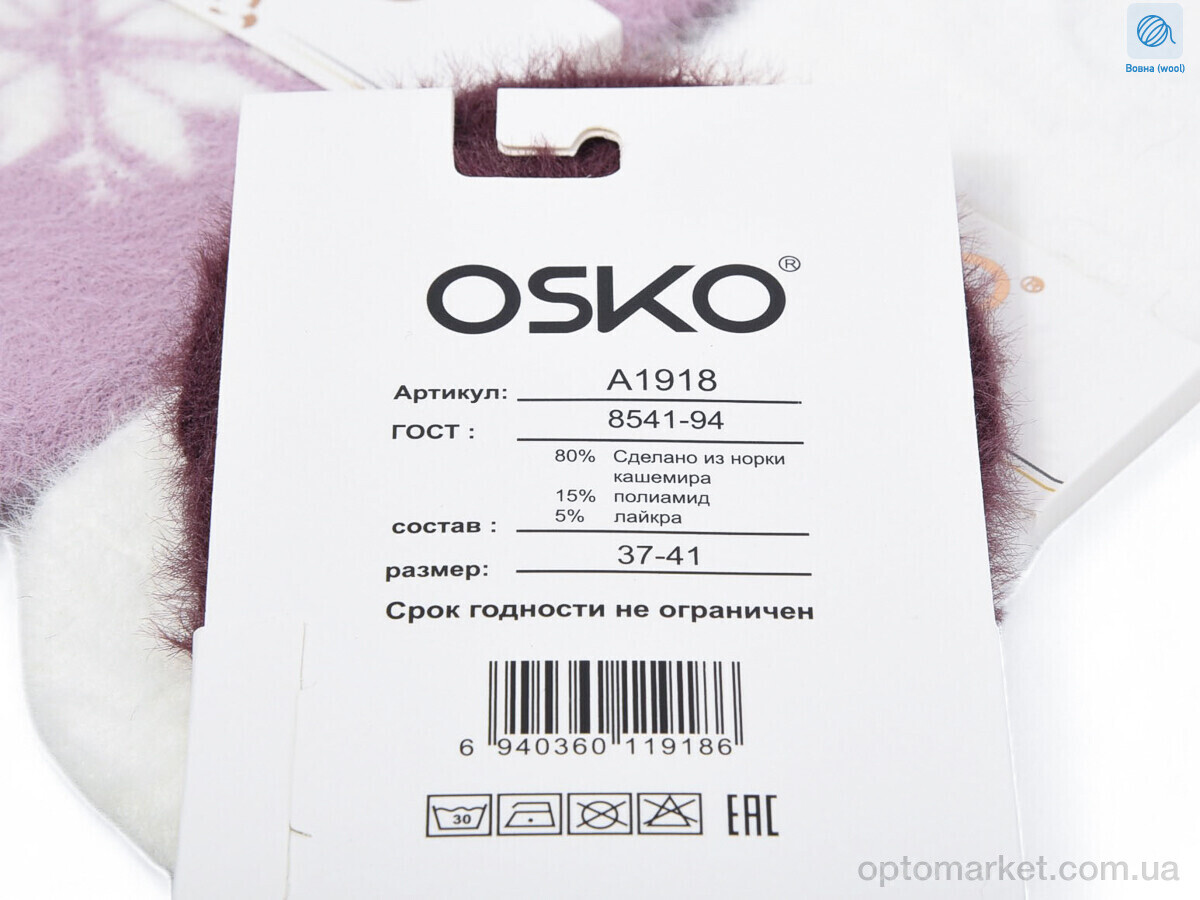 Вовна (wool)
OSKO®
Артикул: A1918
ГОСТ : 8541-94
80% Сделано из норки
кашемира
15% полиамид
5% лайкра
состав :
размер: 37-41
Срок годности не ограничен
6 940360 119186
30
EAC
optomarket.com.ua